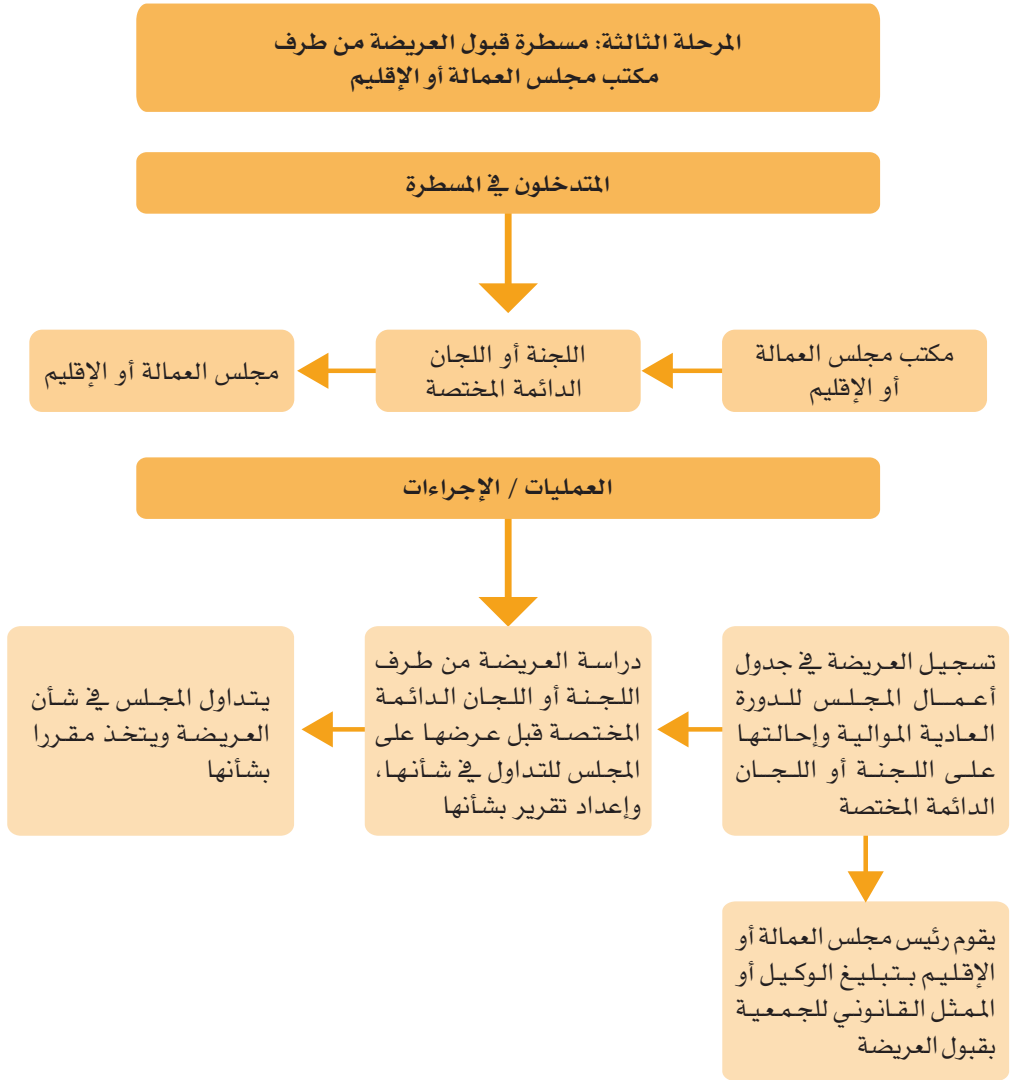 المرحلة الثالثة: مسطرة قبول العريضة من طرف
مكتب مجلس العمالة أو الإقليم
المتدخلون في المسطرة
مكتب مجلس العمالة
أو الإقليم
اللجنة أو اللجان
الدائمة المختصة
مجلس العمالة أو الإقليم
العمليات / الإجراءات
تسجيل العريضة في جدول
أعمال المجلس للدورة
العادية الموالية وإحالتها
على اللجنة أو اللجان
الدائمة المختصة
دراسة العريضة من طرف
اللجنة أو اللجان الدائمة
المختصة قبل عرضها على
المجلس للتداول في شأنها،
وإعداد تقرير بشأنها
يتداول المجلس في شأن
العريضة ويتخذ مقررا
بشأنها
يقوم رئيس مجلس العمالة أو
الإقليم بتبليغ الوكيل أو
الممثل القانوني للجمعية
بقبول العريضة